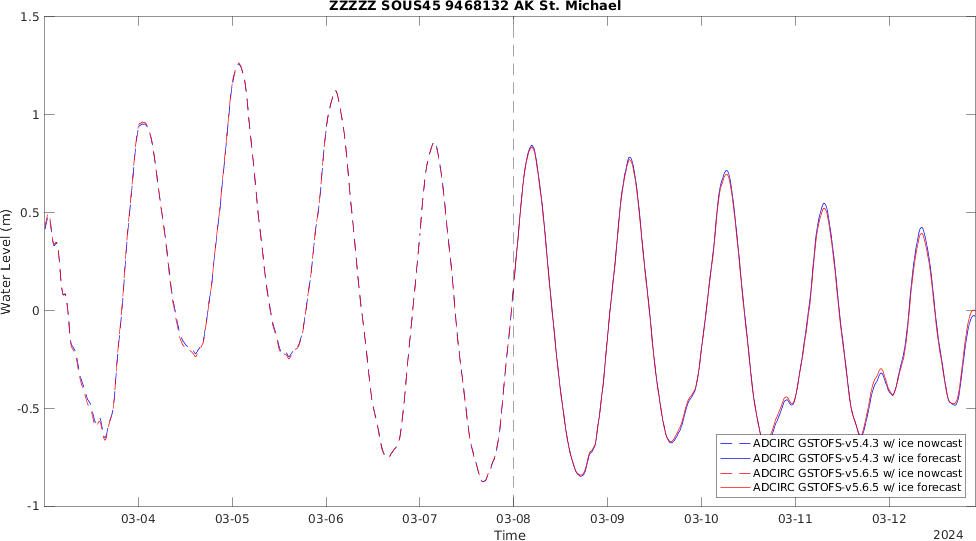 ZZZZZ SOUS45 9468132 AK St. Michael
1.5
1
0.5
0
-0.5
-1
Water Level (m)
03-04
03-05
03-06
03-07
03-08
03-09
03-10
03-11
03-12
Time
2024
ADCIRC GSTOFS-v5.4.3 w/ ice nowcast
ADCIRC GSTOFS-v5.4.3 w/ ice forecast
ADCIRC GSTOFS-v5.6.5 w/ ice nowcast
ADCIRC GSTOFS-v5.6.5 w/ ice forecast